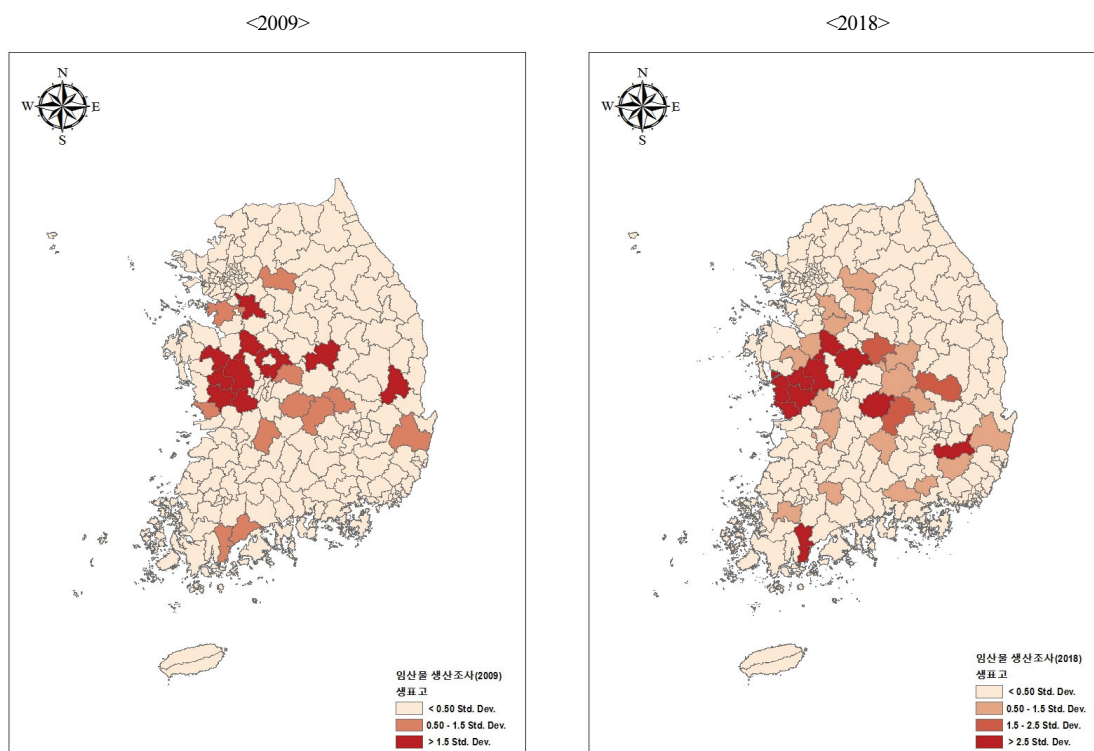 <2009>
<2018>
N
W E
S
임산물 생산조사(2009)
생표고
< 0.50 Std. Dev.
0.50 - 1.5 Std. Dev.
> 1.5 Std. Dev.
N
W E
S
임산물 생산조사(2018)
생표고
< 0.50 Std. Dev.
0.50 - 1.5 Std. Dev.
1.5 - 2.5 Std. Dev.
> 2.5 Std. Dev.